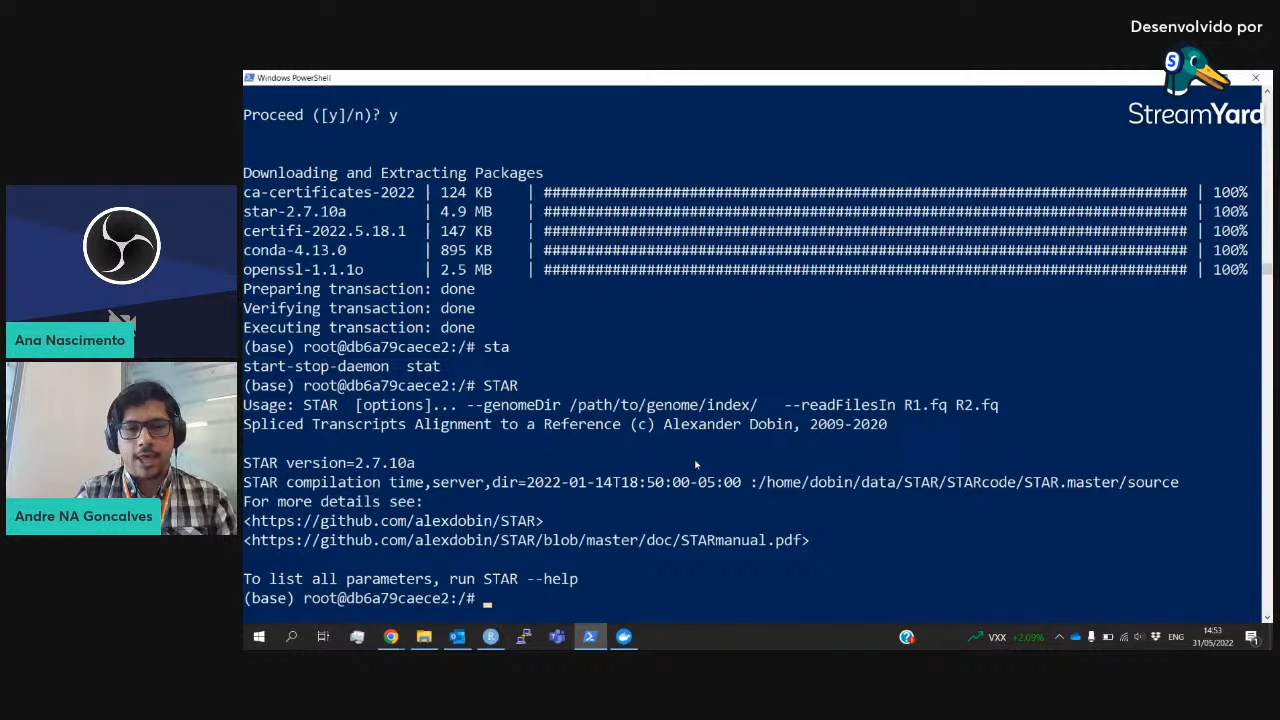 Desenvolvido por
StreamYard
Windows PowerShell
Proceed ([y]/n)? y
Downloading and Extracting Packages
ca-certificates-2022 | 124 KB | ##################################################################### | 100%
star-2.7.10a | 4.9 MB | ##################################################################### | 100%
certifi-2022.5.18.1 | 147 KB | ##################################################################### | 100%
conda-4.13.0 | 895 KB | ##################################################################### | 100%
openssl-1.1.1o | 2.5 MB | ##################################################################### | 100%
Preparing transaction: done
Verifying transaction: done
Executing transaction: done
(base) root@db6a79caece2:/# sta
start-stop-daemon stat
(base) root@db6a79caece2:/# STAR
Usage: STAR [options]... --genomeDir /path/to/genome/index/ --readFilesIn R1.fq R2.fq
Spliced Transcripts Alignment to a Reference (c) Alexander Dobin, 2009-2020
STAR version=2.7.10a
STAR compilation time,server,dir=2022-01-14T18:50:00-05:00 :/home/dobin/data/STAR/STARcode/STAR.master/source
For more details see:
<https://github.com/alexdobin/STAR>
<https://github.com/alexdobin/STAR/blob/master/doc/STARmanual.pdf>
To list all parameters, run STAR --help
(base) root@db6a79caece2:/#
Ana Nascimento
Andre NA Goncalves
VXX +2.09%
ENG
14:53
31/05/2022